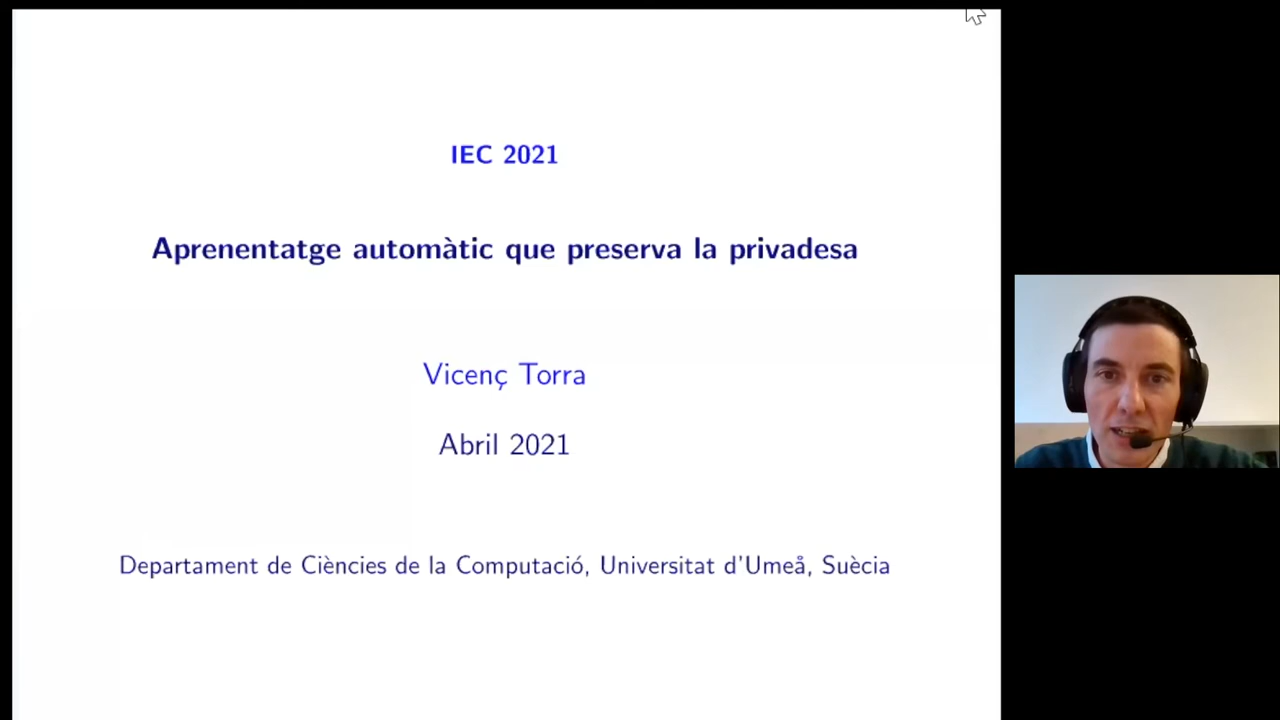 IEC 2021
Aprenentatge automàtic que preserva la privadesa
Vicenç Torra
Abril 2021
Departament de Ciències de la Computació, Universitat d'Umeå, Suècia